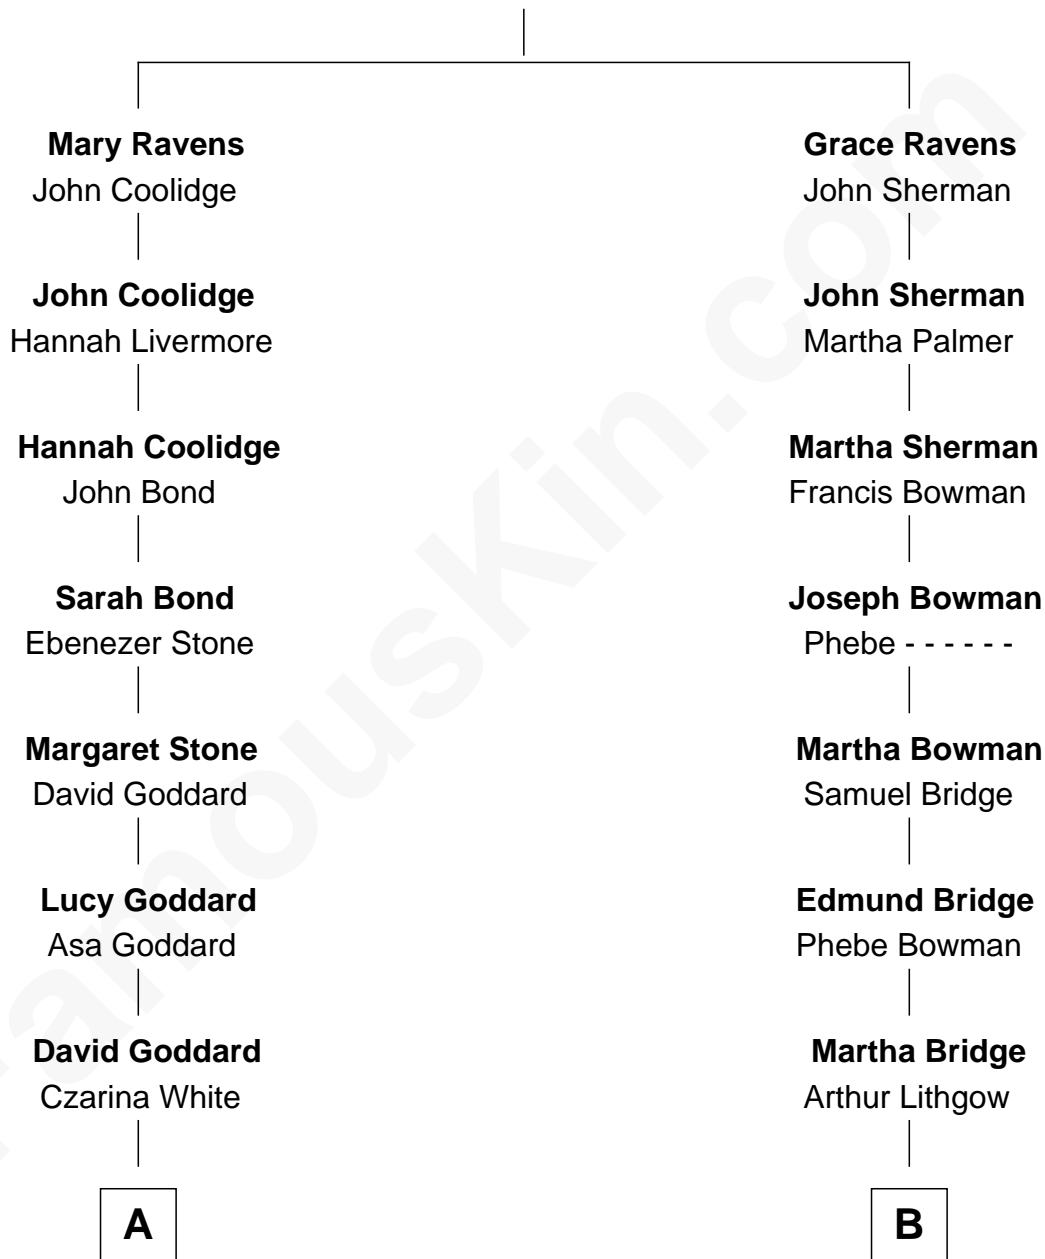 Mary Ravens
John Coolidge
Grace Ravens
John Sherman
John Coolidge
Hannah Livermore
John Sherman
Martha Palmer
Hannah Coolidge
John Bond
Martha Sherman
Francis Bowman
Sarah Bond
Ebenezer Stone
Joseph Bowman
Phebe - - - - - -
Margaret Stone
David Goddard
Martha Bowman
Samuel Bridge
Lucy Goddard
Asa Goddard
Edmund Bridge
Phebe Bowman
David Goddard
Czarina White
Martha Bridge
Arthur Lithgow
A
B
FamousKin.com